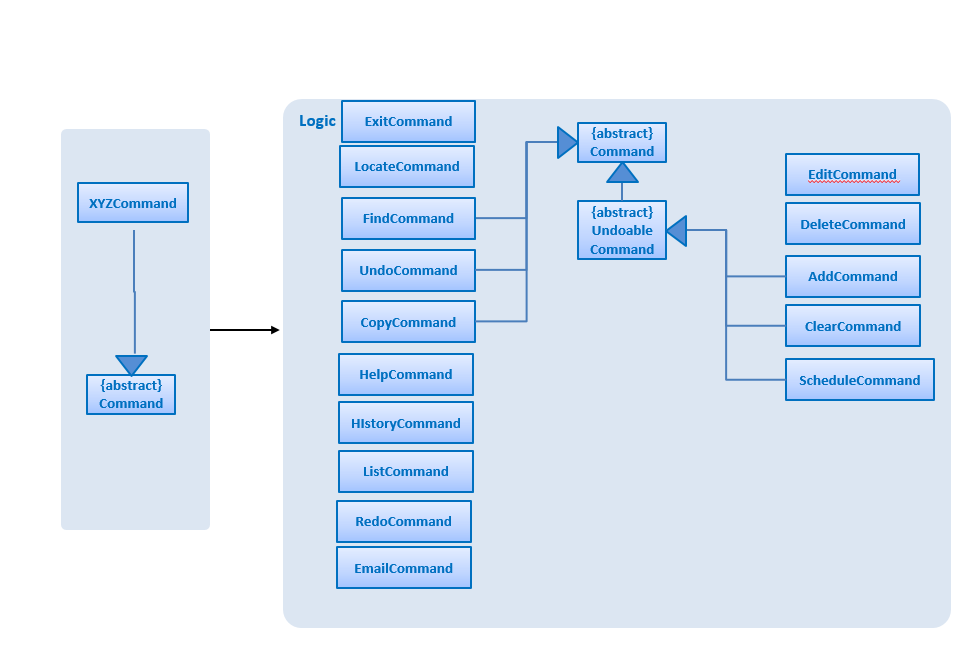 XYZCommand
{abstract}
Command
Logic
ExitCommand
LocateCommand
FindCommand
UndoCommand
CopyCommand
HelpCommand
HIstoryCommand
ListCommand
RedoCommand
EmailCommand
{abstract}
Command
{abstract}
Undoable
Command
EditCommand
DeleteCommand
AddCommand
ClearCommand
ScheduleCommand